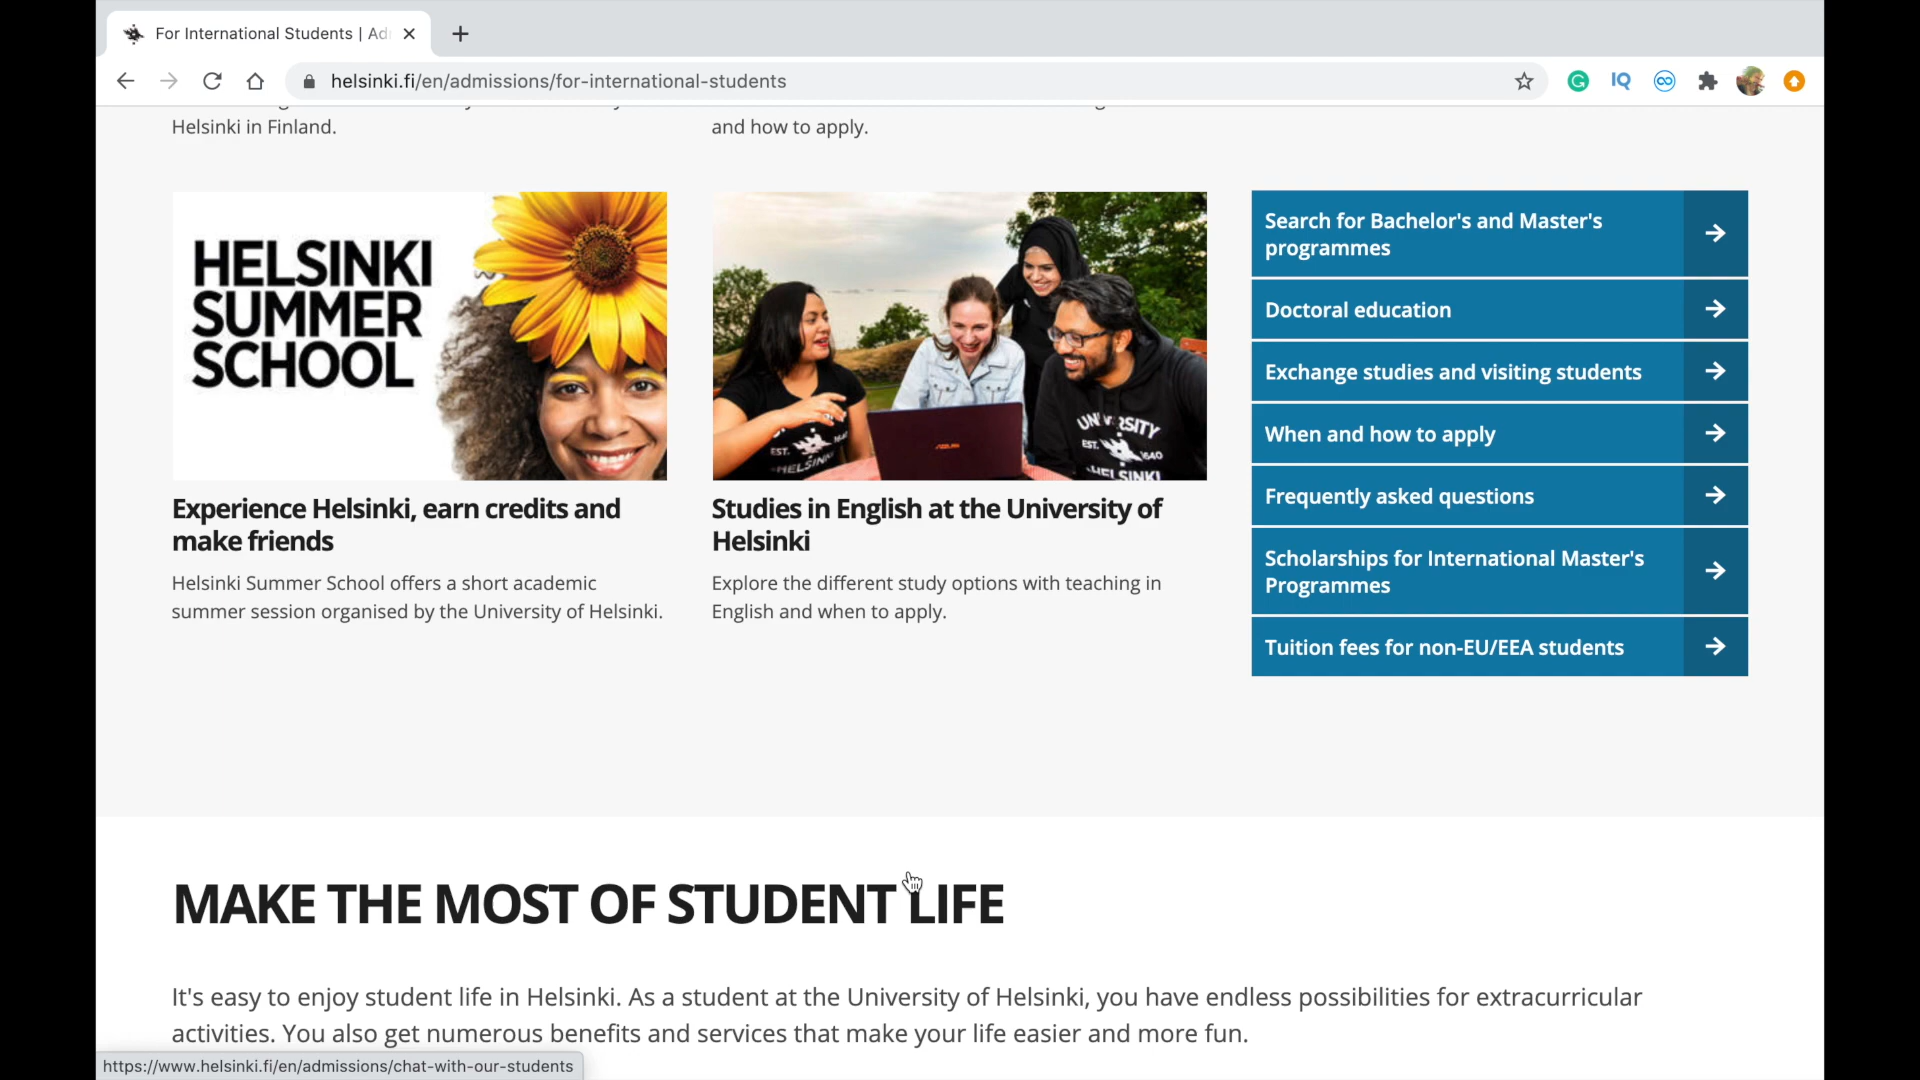 For International Students | Ad
helsinki.fi/en/admissions/for-international-students
IQ
Helsinki in Finland.
and how to apply.
HELSINKI
SUMMER
SCHOOL
EST.
HELSINKI
UNIVERSITY
EST. 1640
HELSINKI
Experience Helsinki, earn credits and
make friends
Helsinki Summer School offers a short academic
summer session organised by the University of Helsinki.
Studies in English at the University of
Helsinki
Explore the different study options with teaching in
English and when to apply.
Search for Bachelor's and Master's
programmes
Doctoral education
Exchange studies and visiting students
When and how to apply
Frequently asked questions
Scholarships for International Master's
Programmes
Tuition fees for non-EU/EEA students
MAKE THE MOST OF STUDENT LIFE
It's easy to enjoy student life in Helsinki. As a student at the University of Helsinki, you have endless possibilities for extracurricular
activities. You also get numerous benefits and services that make your life easier and more fun.
https://www.helsinki.fi/en/admissions/chat-with-our-students